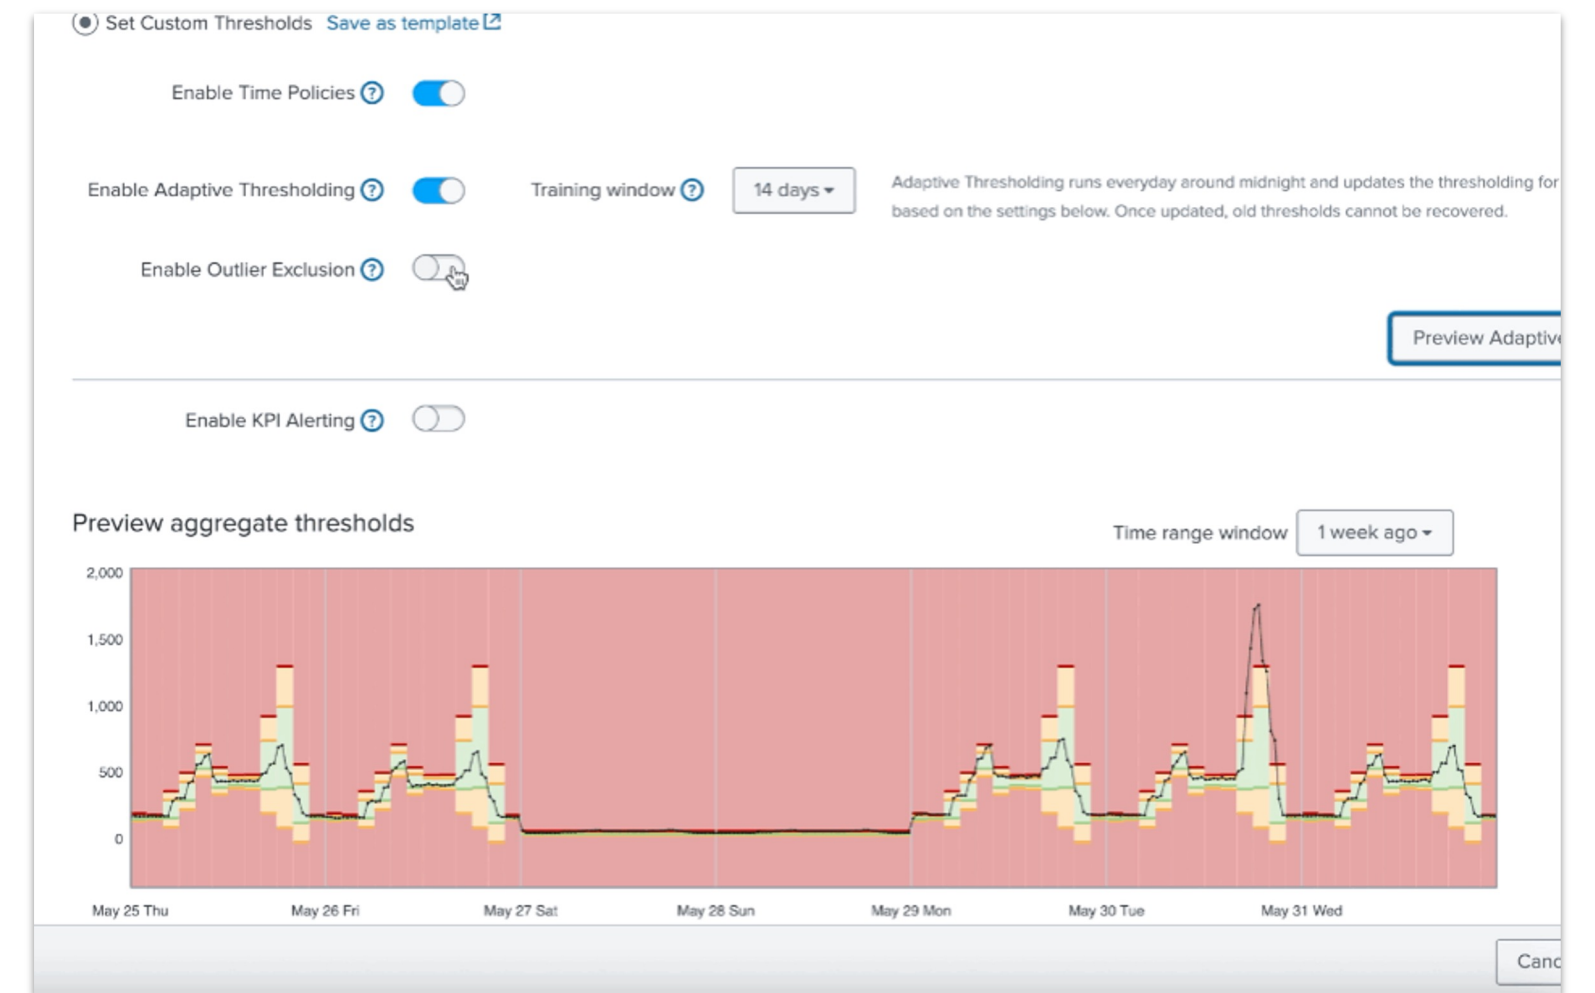 Set Custom Thresholds Save as template
Enable Time Policies ?
Enable Adaptive Thresholding ? Training window ? 14 days
Adaptive Thresholding runs everyday around midnight and updates the thresholding for
based on the settings below. Once updated, old thresholds cannot be recovered.
Enable Outlier Exclusion ?
Preview Adaptive
Enable KPI Alerting ?
Preview aggregate thresholds
Time range window 1 week ago
2,000
1,500
1,000
500
0
May 25 Thu May 26 Fri May 27 Sat May 28 Sun May 29 Mon May 30 Tue May 31 Wed
Canc